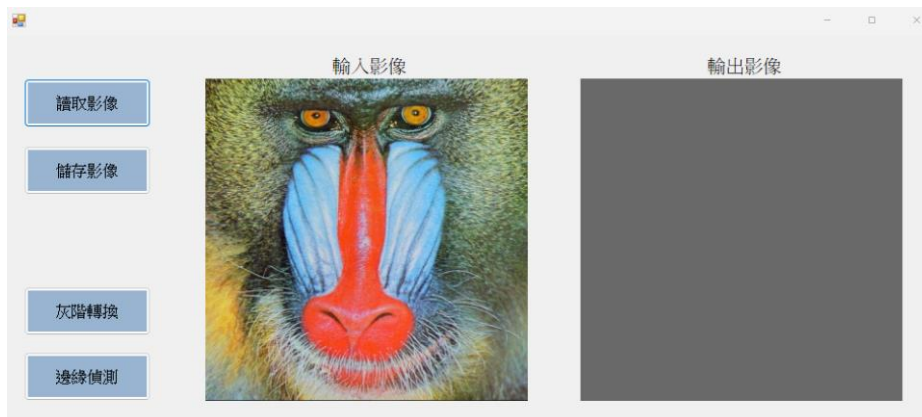 輸入影像
輸出影像
讀取影像
儲存影像
灰階轉換
邊緣偵測